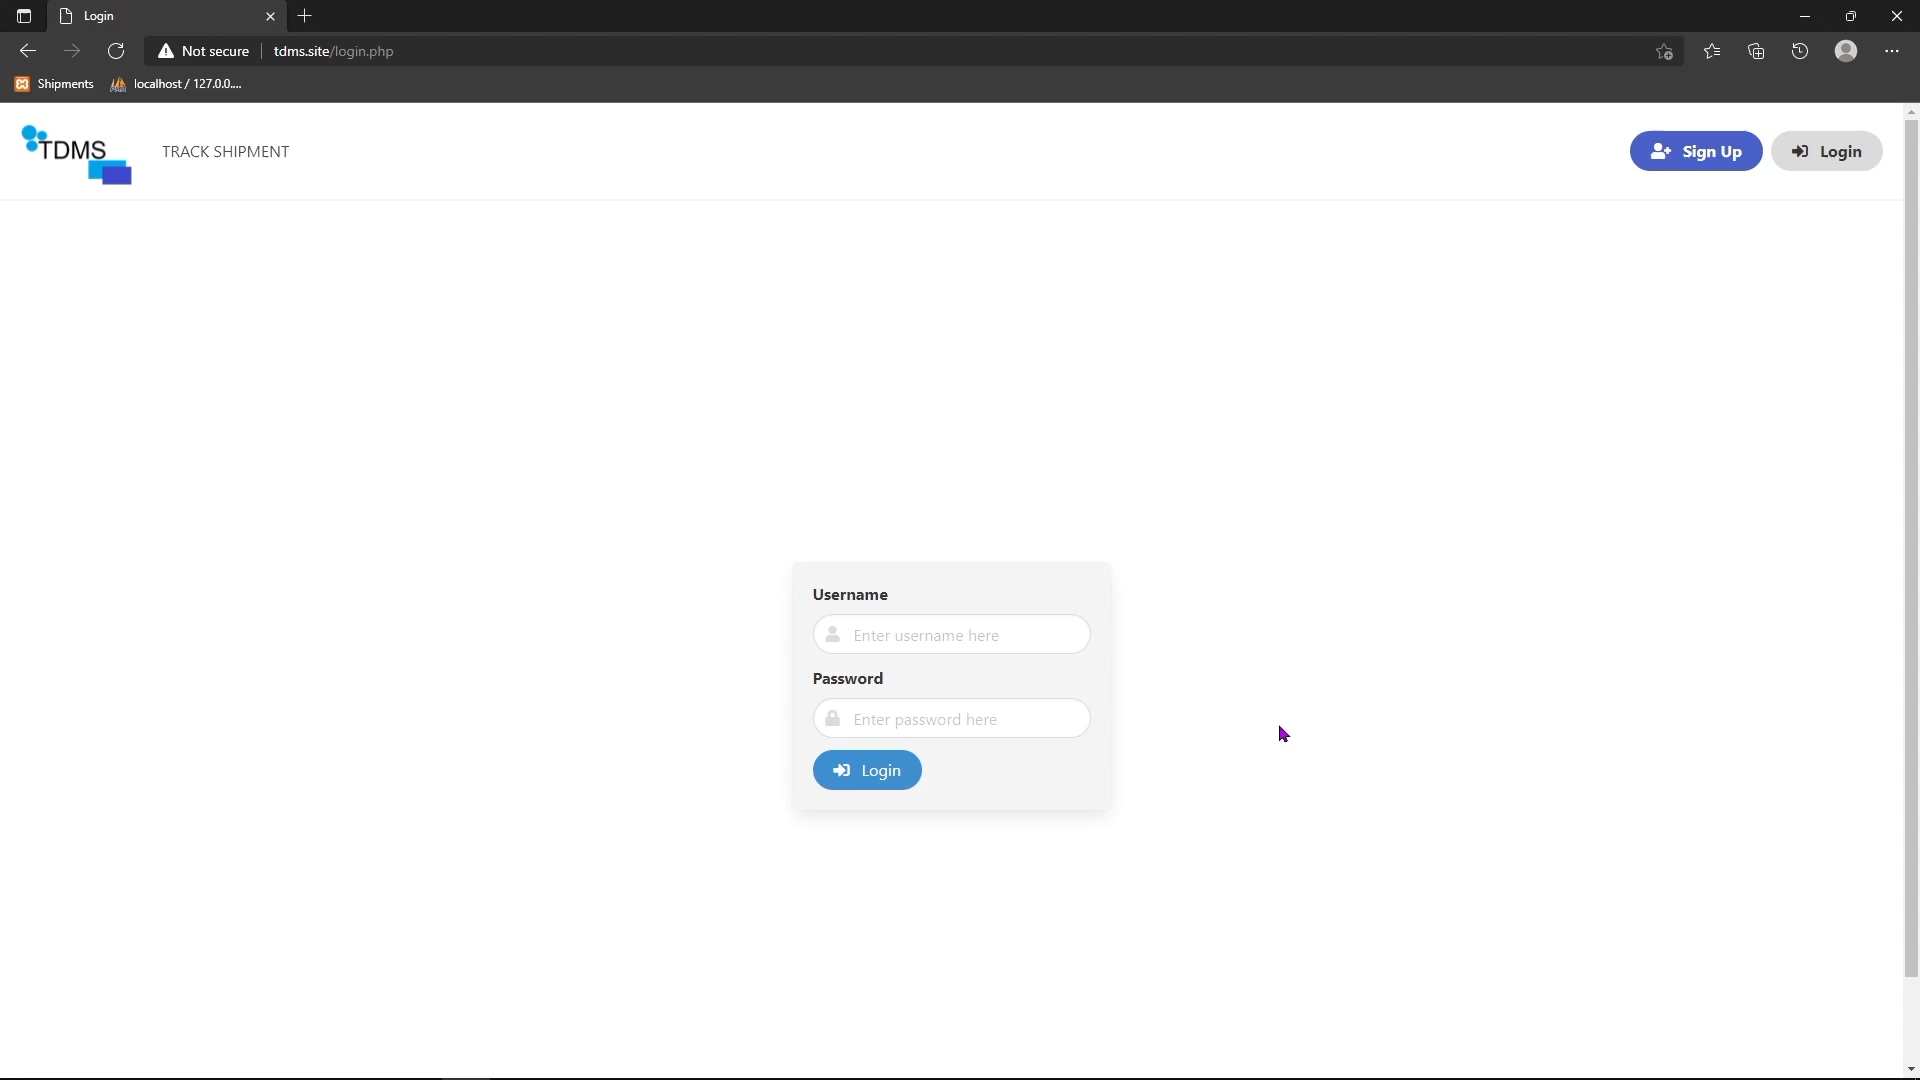 Login
Not secure
tdms.site/login.php
Shipments
localhost / 127.0.0....
TDMS
TRACK SHIPMENT
Sign Up
Login
Username
Enter username here
Password
Enter password here
Login